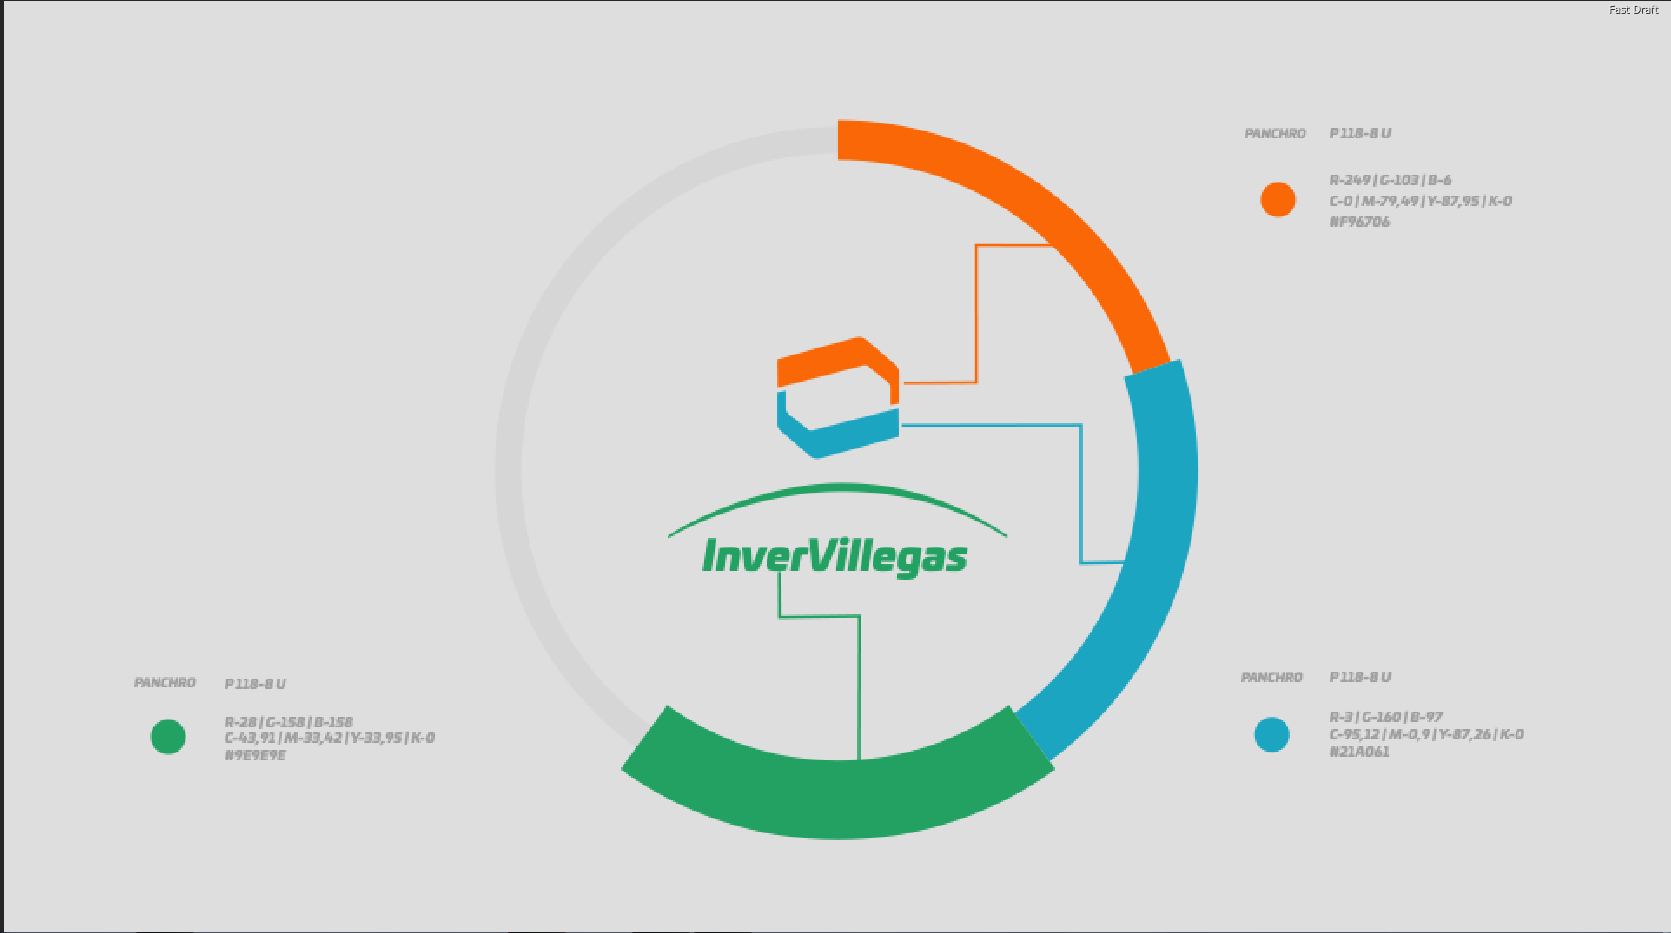 Fast Draft
PANCHRO P 118-8 U
R-249 | G-103 | B-6
C-0 | M-79,49 | Y-87,95 | K-0
#F96706
InverVillegas
PANCHRO P 118-8 U
R-28 | G-158 | B-158
C-43,91 | M-33,42 | Y-33,95 | K-0
#9E9E9E
PANCHRO P 118-8 U
R-3 | G-160 | B-97
C-95,12 | M-0,9 | Y-87,26 | K-0
#21A061